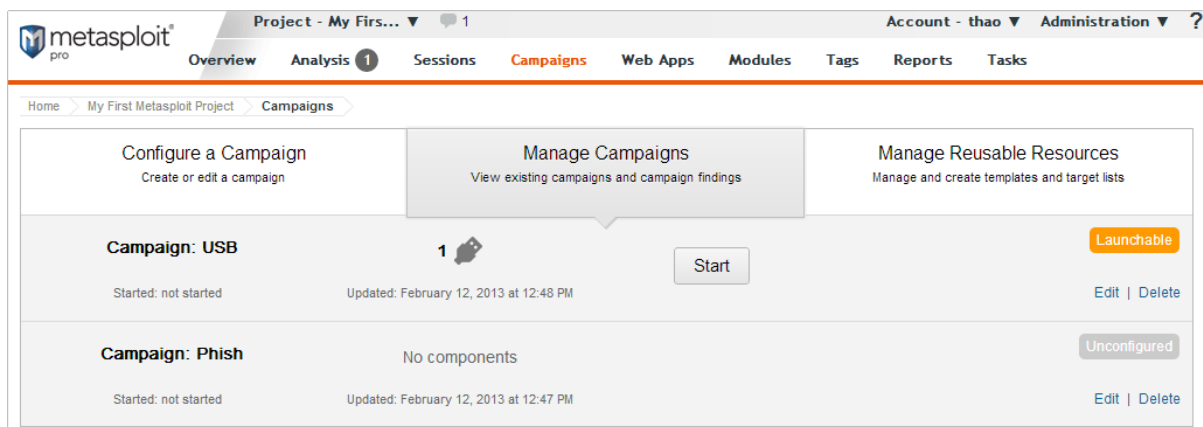 Project - My Firs... ▼ 1 Account - thao ▼ Administration ▼ ?
metasploit®
pro
Overview Analysis 1 Sessions Campaigns Web Apps Modules Tags Reports Tasks
Home My First Metasploit Project Campaigns
Configure a Campaign
Create or edit a campaign
Manage Campaigns
View existing campaigns and campaign findings
Manage Reusable Resources
Manage and create templates and target lists
Campaign: USB 1 Start Launchable
Started: not started Updated: February 12, 2013 at 12:48 PM Edit | Delete
Campaign: Phish No components Unconfigured
Started: not started Updated: February 12, 2013 at 12:47 PM Edit | Delete